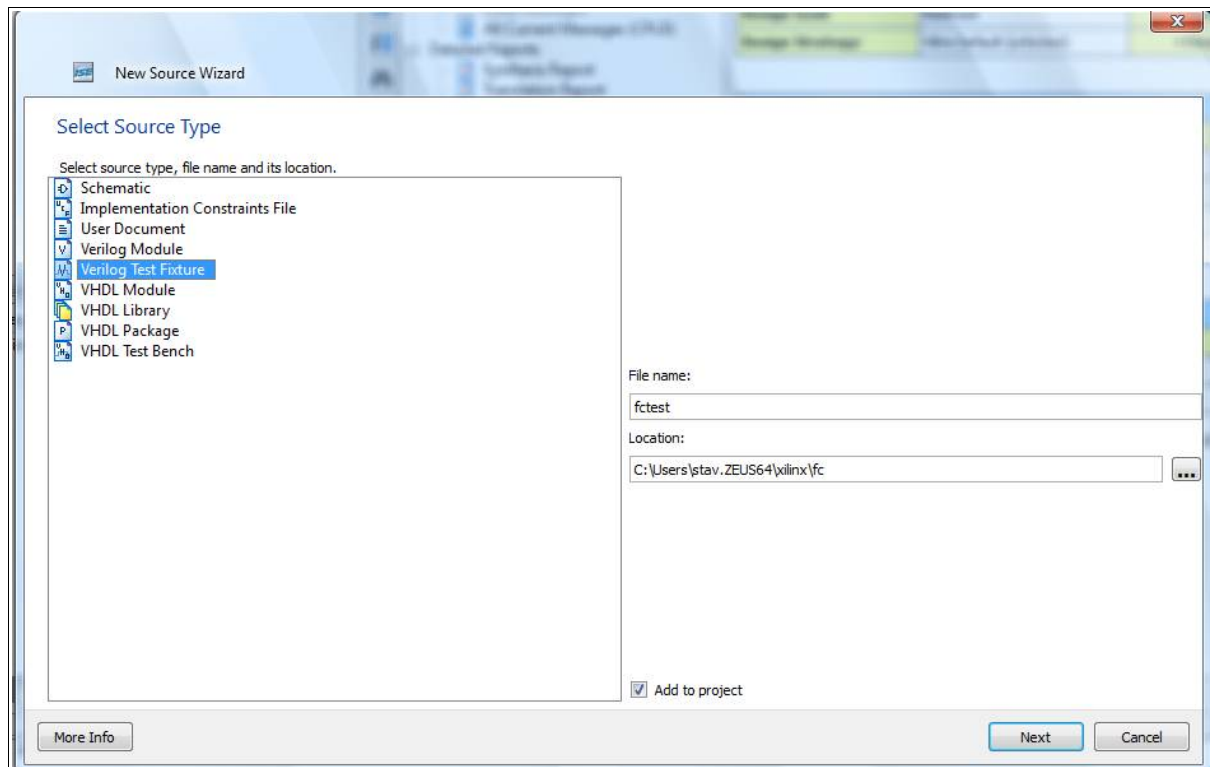 New Source Wizard
Select Source Type
Select source type, file name and its location.
Schematic
Implementation Constraints File
User Document
Verilog Module
Verilog Test Fixture
VHDL Module
VHDL Library
VHDL Package
VHDL Test Bench
File name:
fctest
Location:
C:\Users\stav.ZEUS64\xilinx\fc
...
Add to project
More Info
Next
Cancel